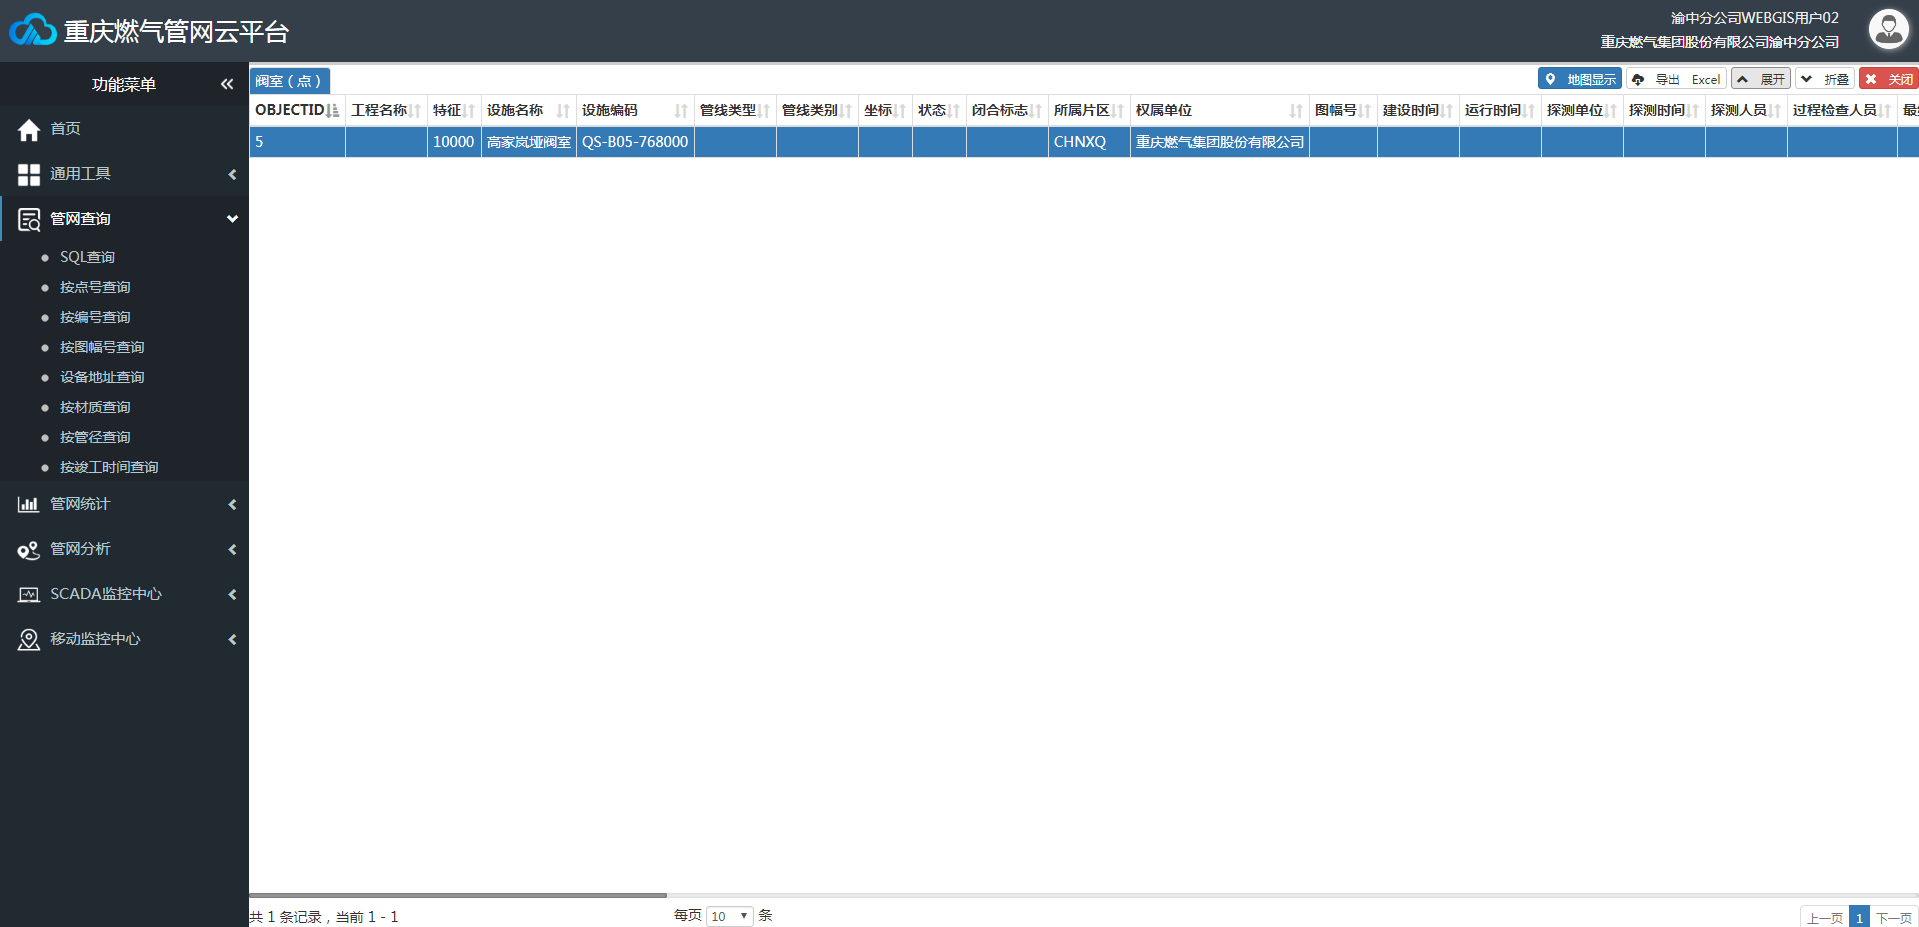 重庆燃气管网云平台
渝中分公司WEBGIS用户02
重庆燃气集团股份有限公司渝中分公司
功能菜单
首页
通用工具
管网查询
SQL查询
按点号查询
按编号查询
按图幅号查询
设备地址查询
按材质查询
按管径查询
按竣工时间查询
管网统计
管网分析
SCADA监控中心
移动监控中心
阀室（点）
地图显示 导出 Excel 展开 折叠 关闭
OBJECTID 工程名称 特征 设施名称 设施编码 管线类型 管线类别 坐标 状态 闭合标志 所属片区 权属单位 图幅号 建设时间 运行时间 探测单位 探测时间 探测人员 过程检查人员
5 10000 高家岚垭阀室 QS-B05-768000 CHNXQ 重庆燃气集团股份有限公司
共 1 条记录，当前 1 - 1
每页 10 条
上一页 1 下一页